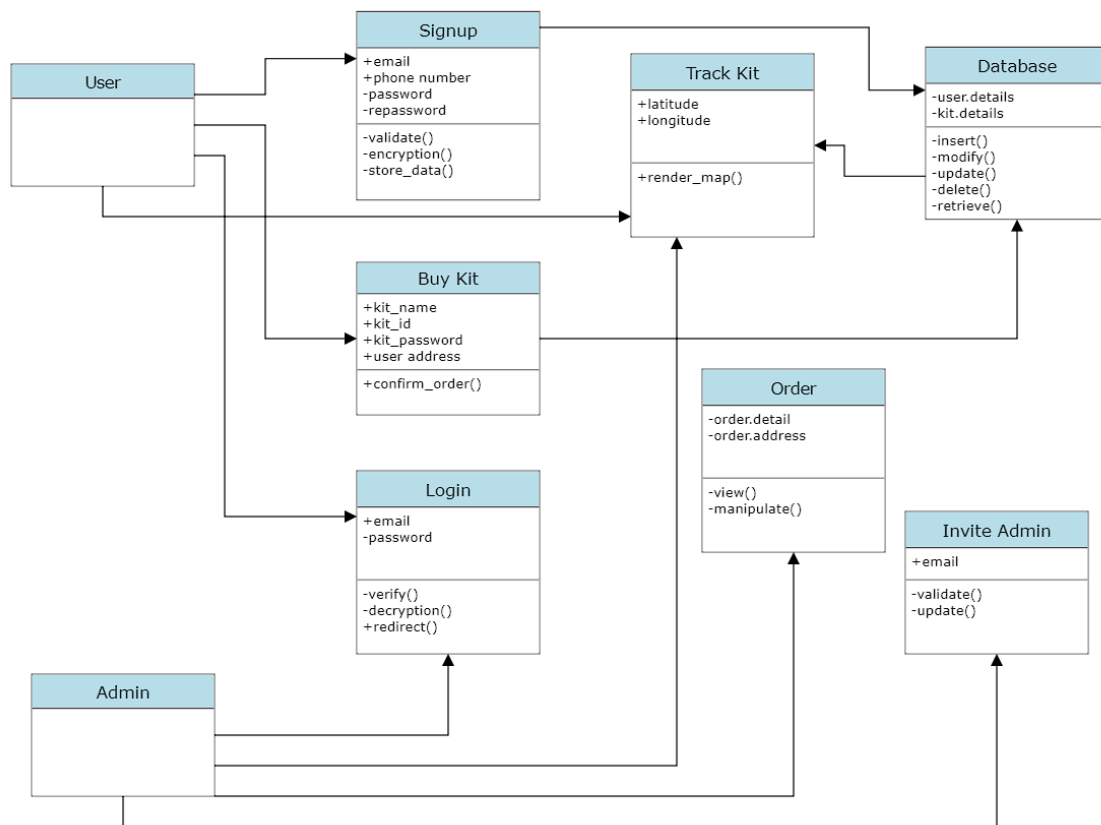 User
Signup
+email
+phone number
-password
-repassword
-validate()
-encryption()
-store_data()
Track Kit
+latitude
+longitude
+render_map()
Database
-user.details
-kit.details
-insert()
-modify()
-update()
-delete()
-retrieve()
Buy Kit
+kit_name
+kit_id
+kit_password
+user address
+confirm_order()
Order
-order.detail
-order.address
-view()
-manipulate()
Login
+email
-password
-verify()
-decryption()
+redirect()
Invite Admin
+email
-validate()
-update()
Admin